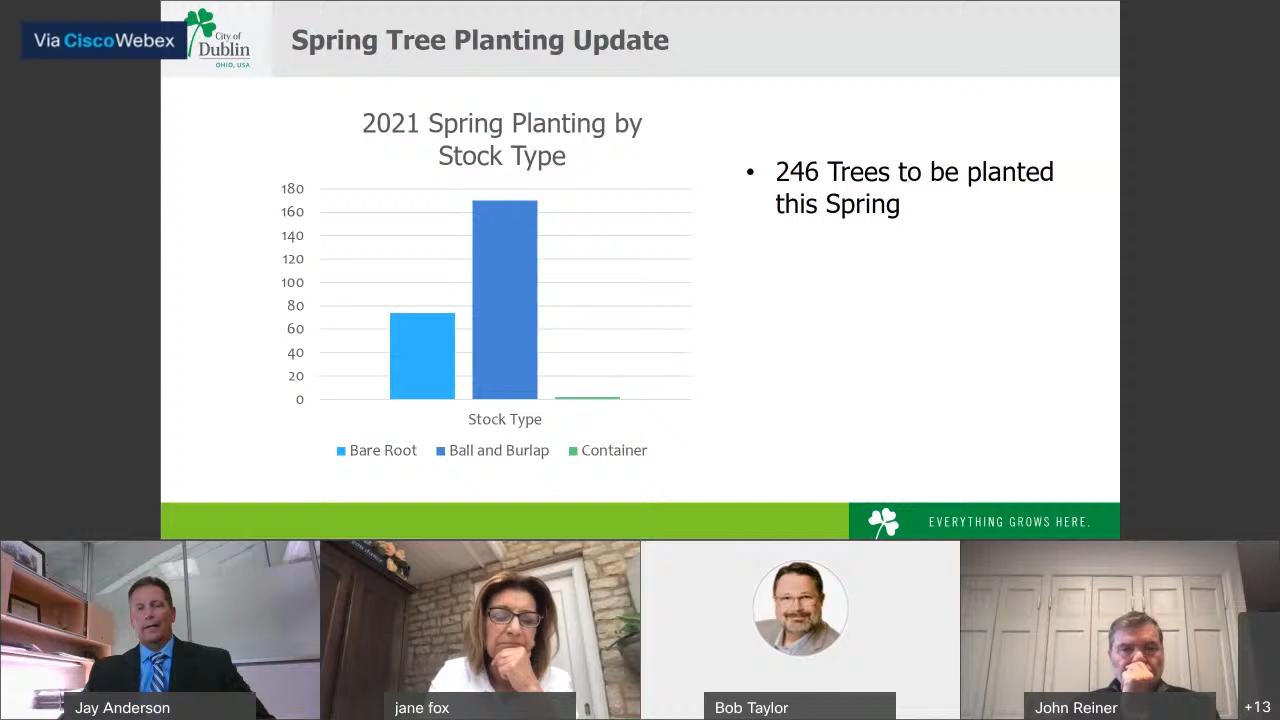 Via Cisco Webex
City of
Dublin
OHIO, USA
Spring Tree Planting Update
2021 Spring Planting by
Stock Type
180
160
140
120
100
80
60
40
20
0
Stock Type
Bare Root
Ball and Burlap
Container
• 246 Trees to be planted
this Spring
EVERYTHING GROWS HERE.
Jay Anderson
jane fox
Bob Taylor
John Reiner
+13